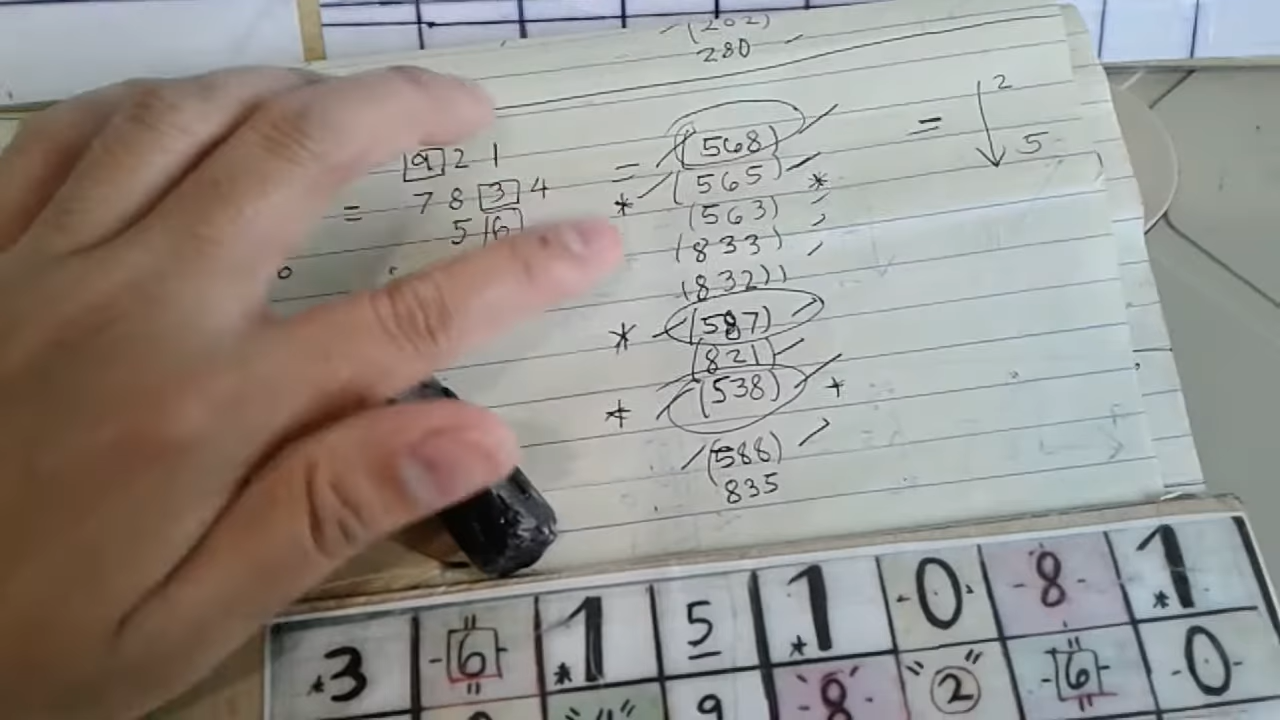 (202)
280
9 2 1
= 7 8 3 4
5 6
= (568) = 2
* (565) * 5
(563)
(833)
(832)
* (587)
(821)
* (538) *
(588)
835
*3 -"6"- *1 5 *1 -0- -8- *1
9 "8" "2" -"6"- -0-